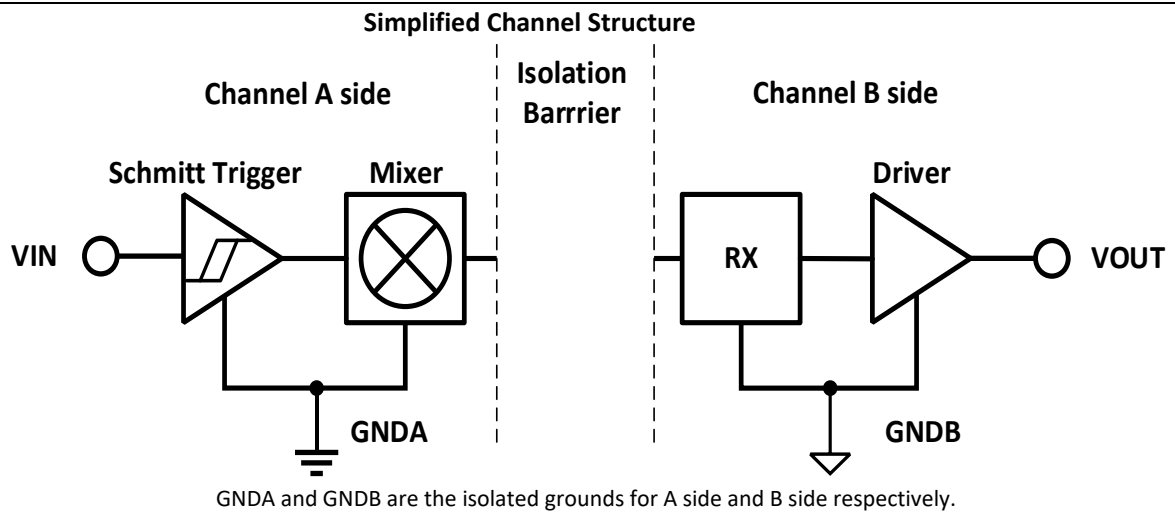 Simplified Channel Structure
Channel A side
Isolation
Barrrier
Channel B side
Schmitt Trigger
Mixer
Driver
VIN
RX
VOUT
GNDA
GNDB
GNDA and GNDB are the isolated grounds for A side and B side respectively.